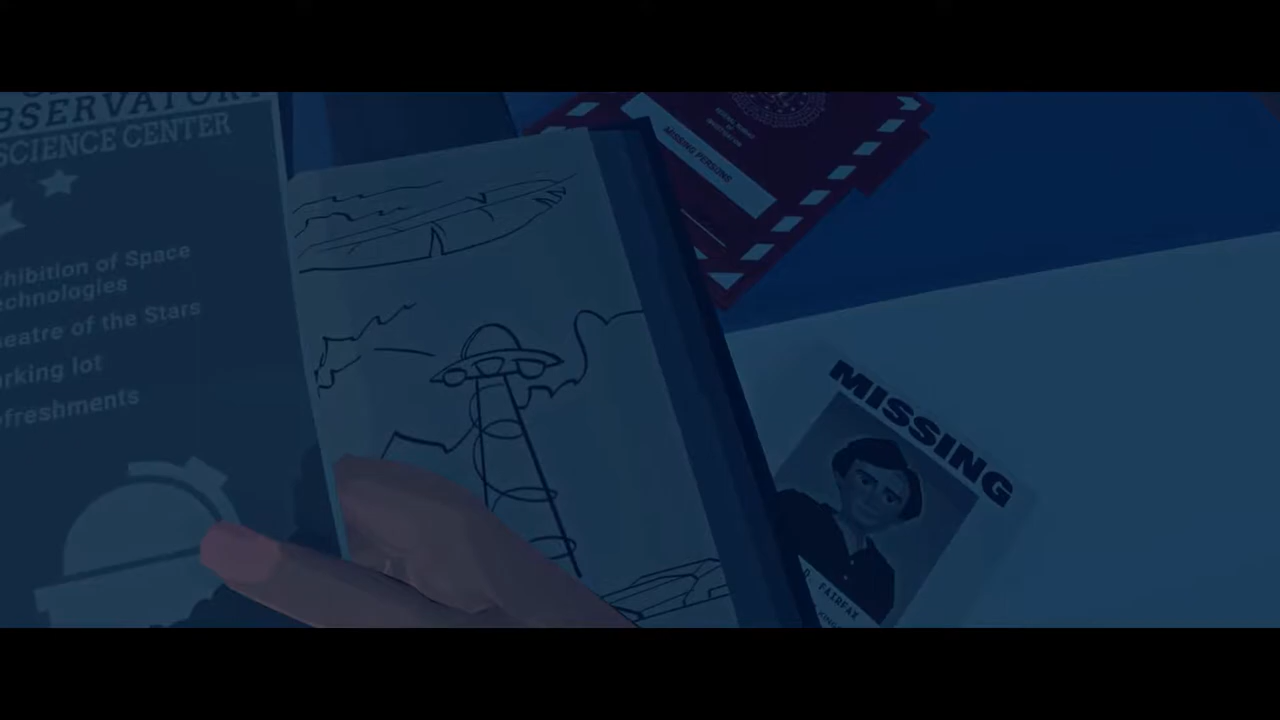 BSERVATORY
SCIENCE CENTER
hibition of Space
echnologies
eatre of the Stars
rking lot
efreshments
MISSING PERSONS
MISSING
D. FAIRFAX